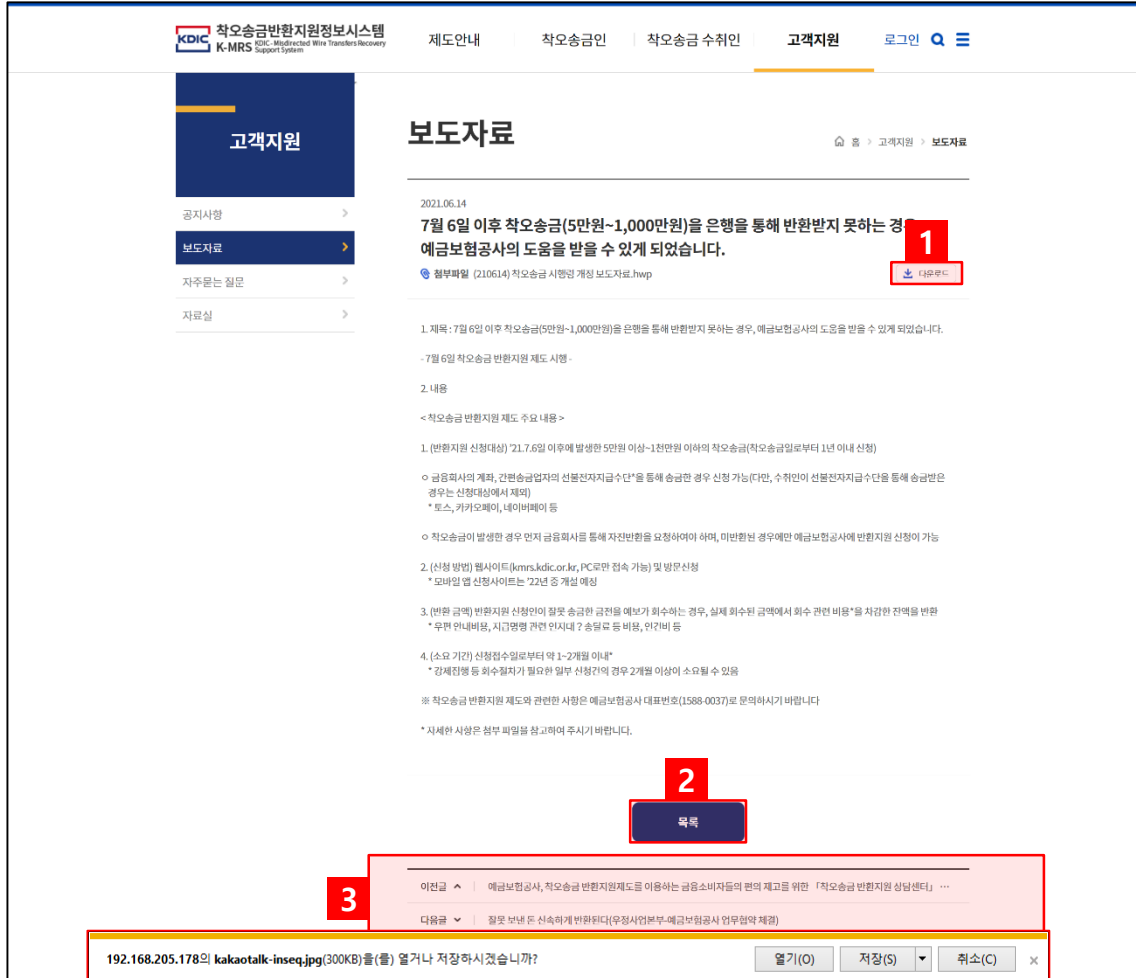 KDIC 착오송금반환지원정보시스템
K-MRS KDIC-Misdirected Wire Transfers Recovery Support System
제도안내 착오송금인 착오송금 수취인 고객지원 로그인
고객지원
공지사항
보도자료
자주묻는 질문
자료실
보도자료
홈 > 고객지원 > 보도자료
2021.06.14
7월 6일 이후 착오송금(5만원~1,000만원)을 은행을 통해 반환받지 못하는 경우
예금보험공사의 도움을 받을 수 있게 되었습니다.
1
첨부파일 (210614) 착오송금 시행령 개정 보도자료.hwp
다운로드
1. 제목 : 7월 6일 이후 착오송금(5만원~1,000만원)을 은행을 통해 반환받지 못하는 경우, 예금보험공사의 도움을 받을 수 있게 되었습니다.
- 7월 6일 착오송금 반환지원 제도 시행 -
2. 내용
< 착오송금 반환지원 제도 주요 내용 >
1. (반환지원 신청대상) '21.7.6일 이후에 발생한 5만원 이상~1천만원 이하의 착오송금(착오송금일로부터 1년 이내 신청)
ㅇ 금융회사의 계좌, 간편송금업자의 선불전자지급수단*을 통해 송금한 경우 신청 가능(다만, 수취인이 선불전자지급수단을 통해 송금받은
경우는 신청대상에서 제외)
* 토스, 카카오페이, 네이버페이 등
ㅇ 착오송금이 발생한 경우 먼저 금융회사를 통해 자진반환을 요청하여야 하며, 미반환된 경우에만 예금보험공사에 반환지원 신청이 가능
2. (신청 방법) 웹사이트(kmrs.kdic.or.kr, PC로만 접속 가능) 및 방문신청
* 모바일 앱 신청사이트는 '22년 중 개설 예정
3. (반환 금액) 반환지원 신청인이 잘못 송금한 금전을 예보가 회수하는 경우, 실제 회수된 금액에서 회수 관련 비용*을 차감한 잔액을 반환
* 우편 안내비용, 지급명령 관련 인지대 ? 송달료 등 비용, 인건비 등
4. (소요 기간) 신청접수일로부터 약 1~2개월 이내*
* 강제집행 등 회수절차가 필요한 일부 신청건의 경우 2개월 이상이 소요될 수 있음
※ 착오송금 반환지원 제도와 관련한 사항은 예금보험공사 대표번호(1588-0037)로 문의하시기 바랍니다
* 자세한 사항은 첨부 파일을 참고하여 주시기 바랍니다.
2
목록
3
이전글 예금보험공사, 착오송금 반환지원제도를 이용하는 금융소비자들의 편의 제고를 위한 「착오송금 반환지원 상담센터」 …
다음글 잘못 보낸 돈 신속하게 반환된다(우정사업본부-예금보험공사 업무협약 체결)
192.168.205.178의 kakaotalk-inseq.jpg(300KB)을(를) 열거나 저장하시겠습니까? 열기(O) 저장(S) 취소(C) ×